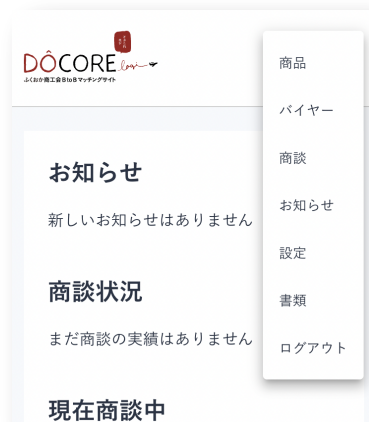 DÔCORE
ふくおか商工会BtoBマッチングサイト
商品
バイヤー
商談
お知らせ
設定
書類
ログアウト
お知らせ
新しいお知らせはありません
商談状況
まだ商談の実績はありません
現在商談中